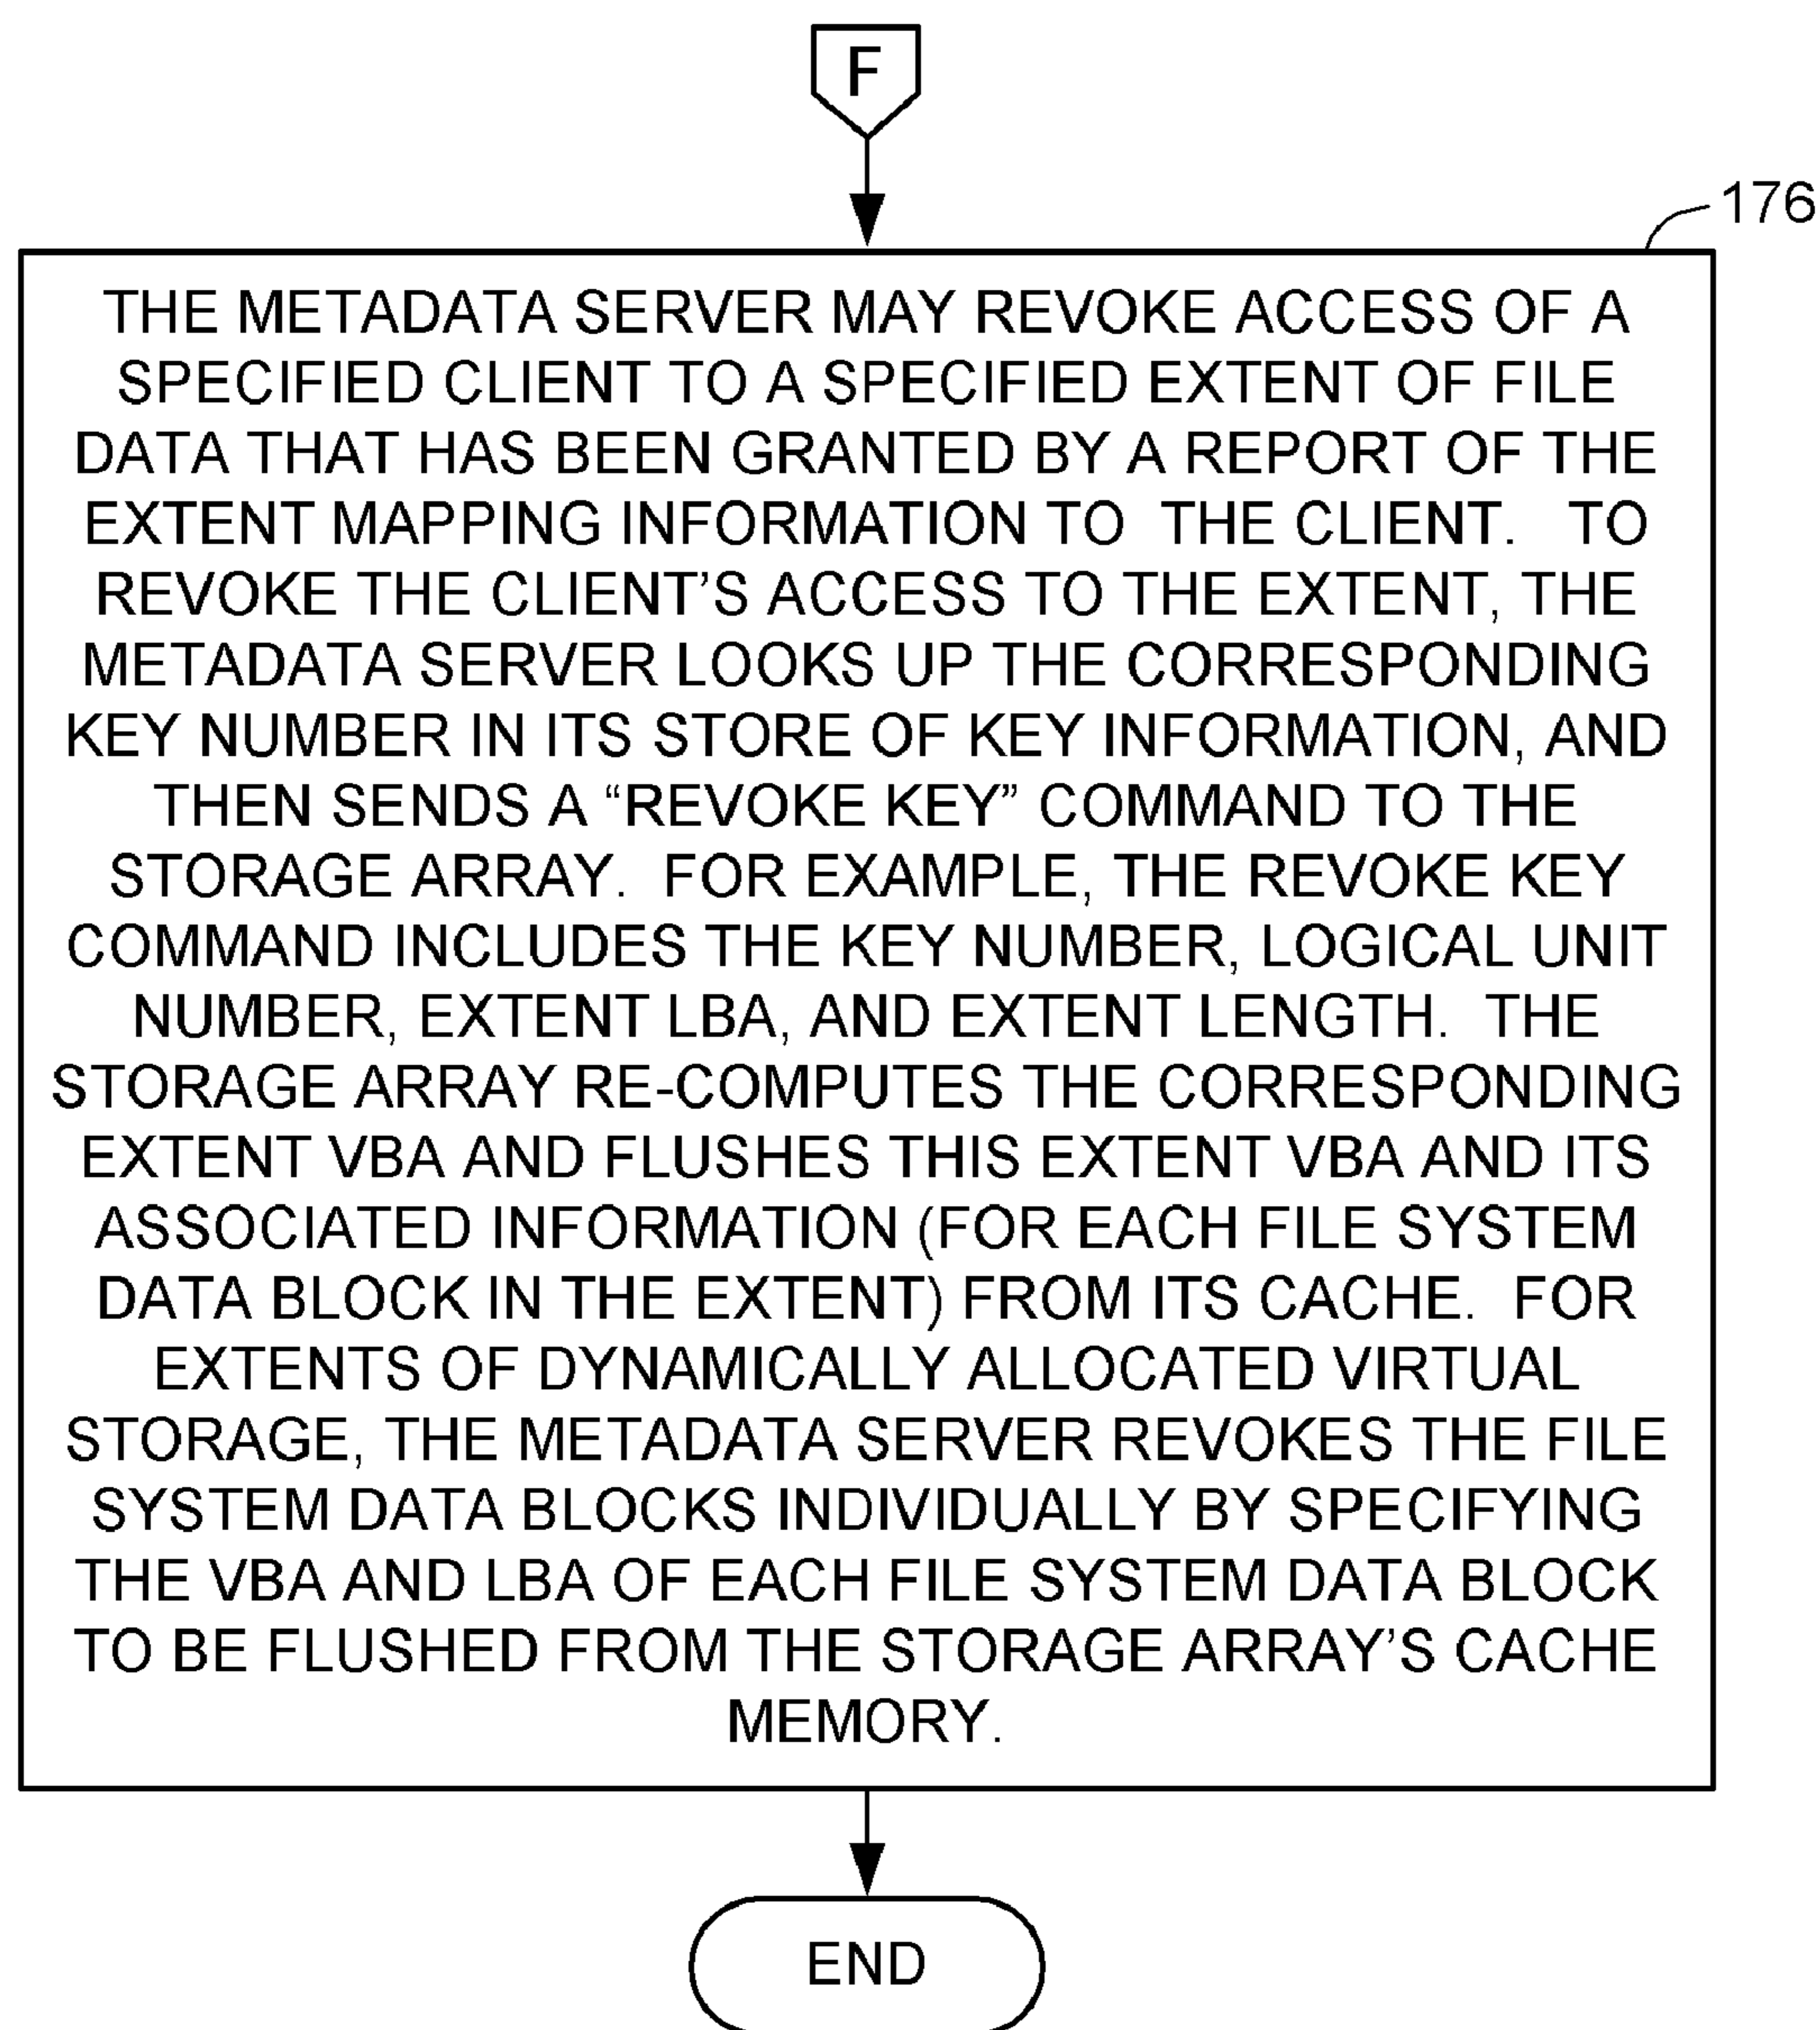 F
176
THE METADATA SERVER MAY REVOKE ACCESS OF A
SPECIFIED CLIENT TO A SPECIFIED EXTENT OF FILE
DATA THAT HAS BEEN GRANTED BY A REPORT OF THE
EXTENT MAPPING INFORMATION TO THE CLIENT. TO
REVOKE THE CLIENT’S ACCESS TO THE EXTENT, THE
METADATA SERVER LOOKS UP THE CORRESPONDING
KEY NUMBER IN ITS STORE OF KEY INFORMATION, AND
THEN SENDS A “REVOKE KEY” COMMAND TO THE
STORAGE ARRAY. FOR EXAMPLE, THE REVOKE KEY
COMMAND INCLUDES THE KEY NUMBER, LOGICAL UNIT
NUMBER, EXTENT LBA, AND EXTENT LENGTH. THE
STORAGE ARRAY RE-COMPUTES THE CORRESPONDING
EXTENT VBA AND FLUSHES THIS EXTENT VBA AND ITS
ASSOCIATED INFORMATION (FOR EACH FILE SYSTEM
DATA BLOCK IN THE EXTENT) FROM ITS CACHE. FOR
EXTENTS OF DYNAMICALLY ALLOCATED VIRTUAL
STORAGE, THE METADATA SERVER REVOKES THE FILE
SYSTEM DATA BLOCKS INDIVIDUALLY BY SPECIFYING
THE VBA AND LBA OF EACH FILE SYSTEM DATA BLOCK
TO BE FLUSHED FROM THE STORAGE ARRAY’S CACHE
MEMORY.
END